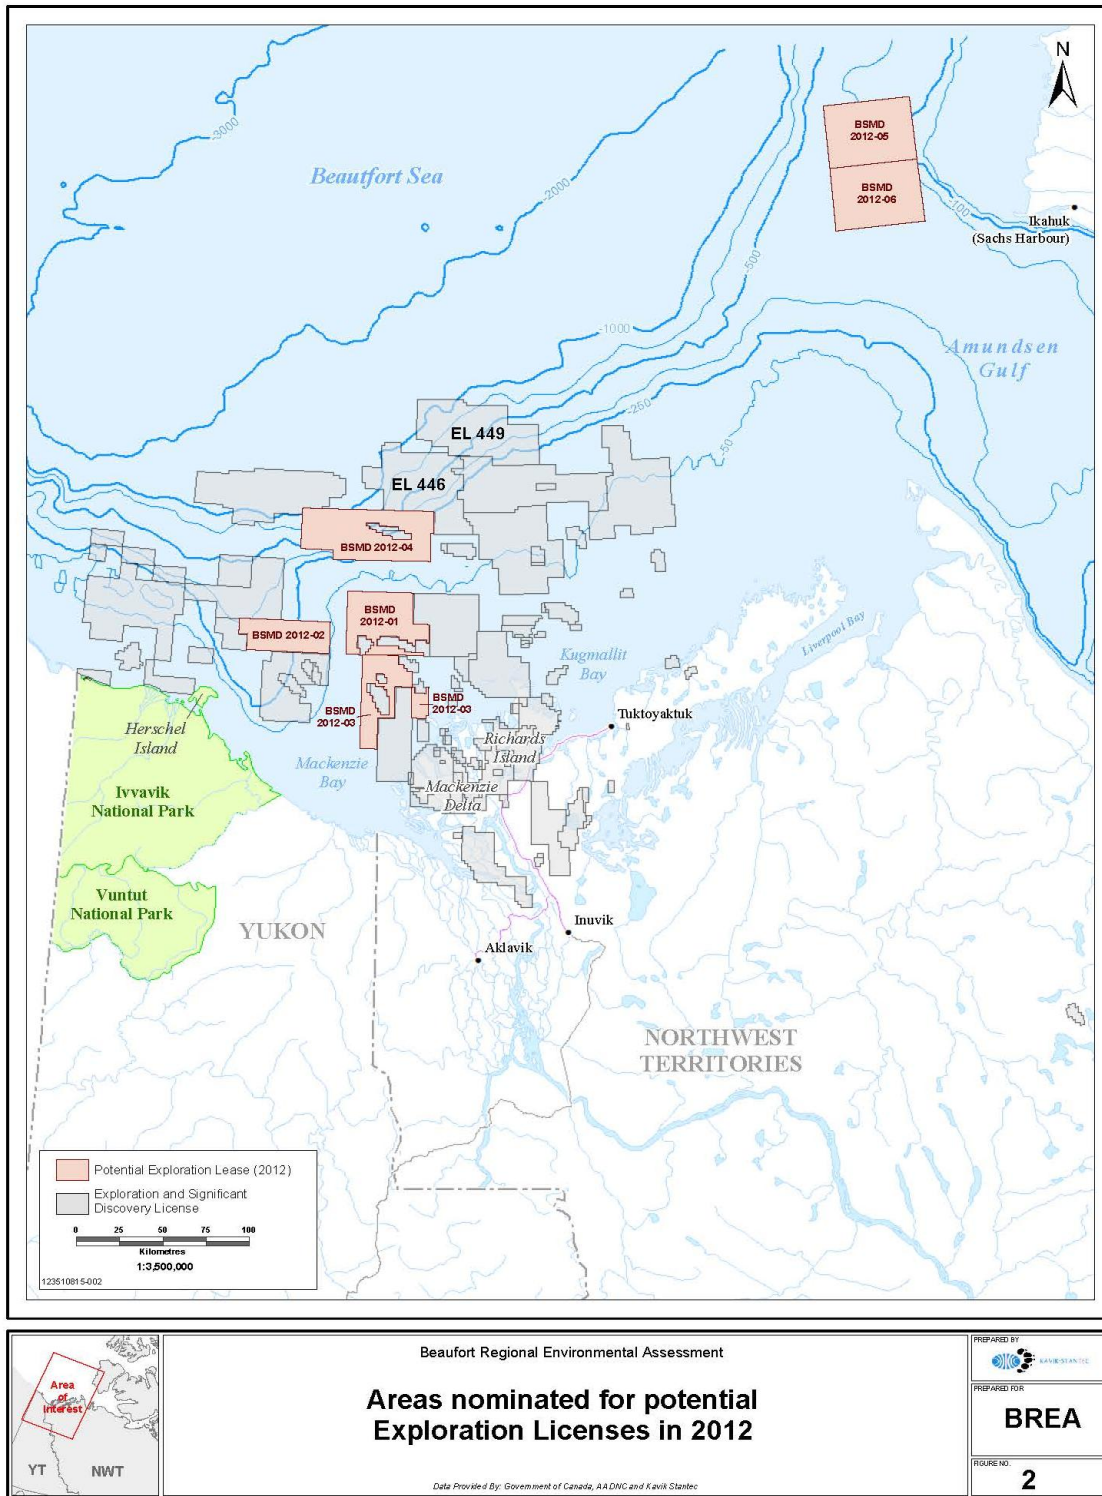 N
-3000
Beautfort Sea
-2000
BSMD
2012-05
BSMD
2012-06
-100
Ikahuk
(Sachs Harbour)
-500
-1000
Amundsen
Gulf
-250
-50
EL 449
EL 446
BSMD 2012-04
BSMD
2012-01
BSMD 2012-02
Liverpool Bay
Kugmallit
Bay
BSMD
2012-03
BSMD
2012-03
Herschel
Island
Tuktoyaktuk
Richards
Island
Mackenzie
Bay
Mackenzie
Delta
Ivvavik
National Park
Vuntut
National Park
YUKON
Inuvik
Aklavik
NORTHWEST
TERRITORIES
Potential Exploration Lease (2012)
Exploration and Significant
Discovery License
0 25 50 75 100
Kilometres
1:3,500,000
123510815-002
Area
of
Interest
YT NWT
Beaufort Regional Environmental Assessment
Areas nominated for potential
Exploration Licenses in 2012
Data Provided By: Government of Canada, AADNC and Kavik Stantec
PREPARED BY
KAVIK-STANTEC
PREPARED FOR
BREA
FIGURE NO.
2